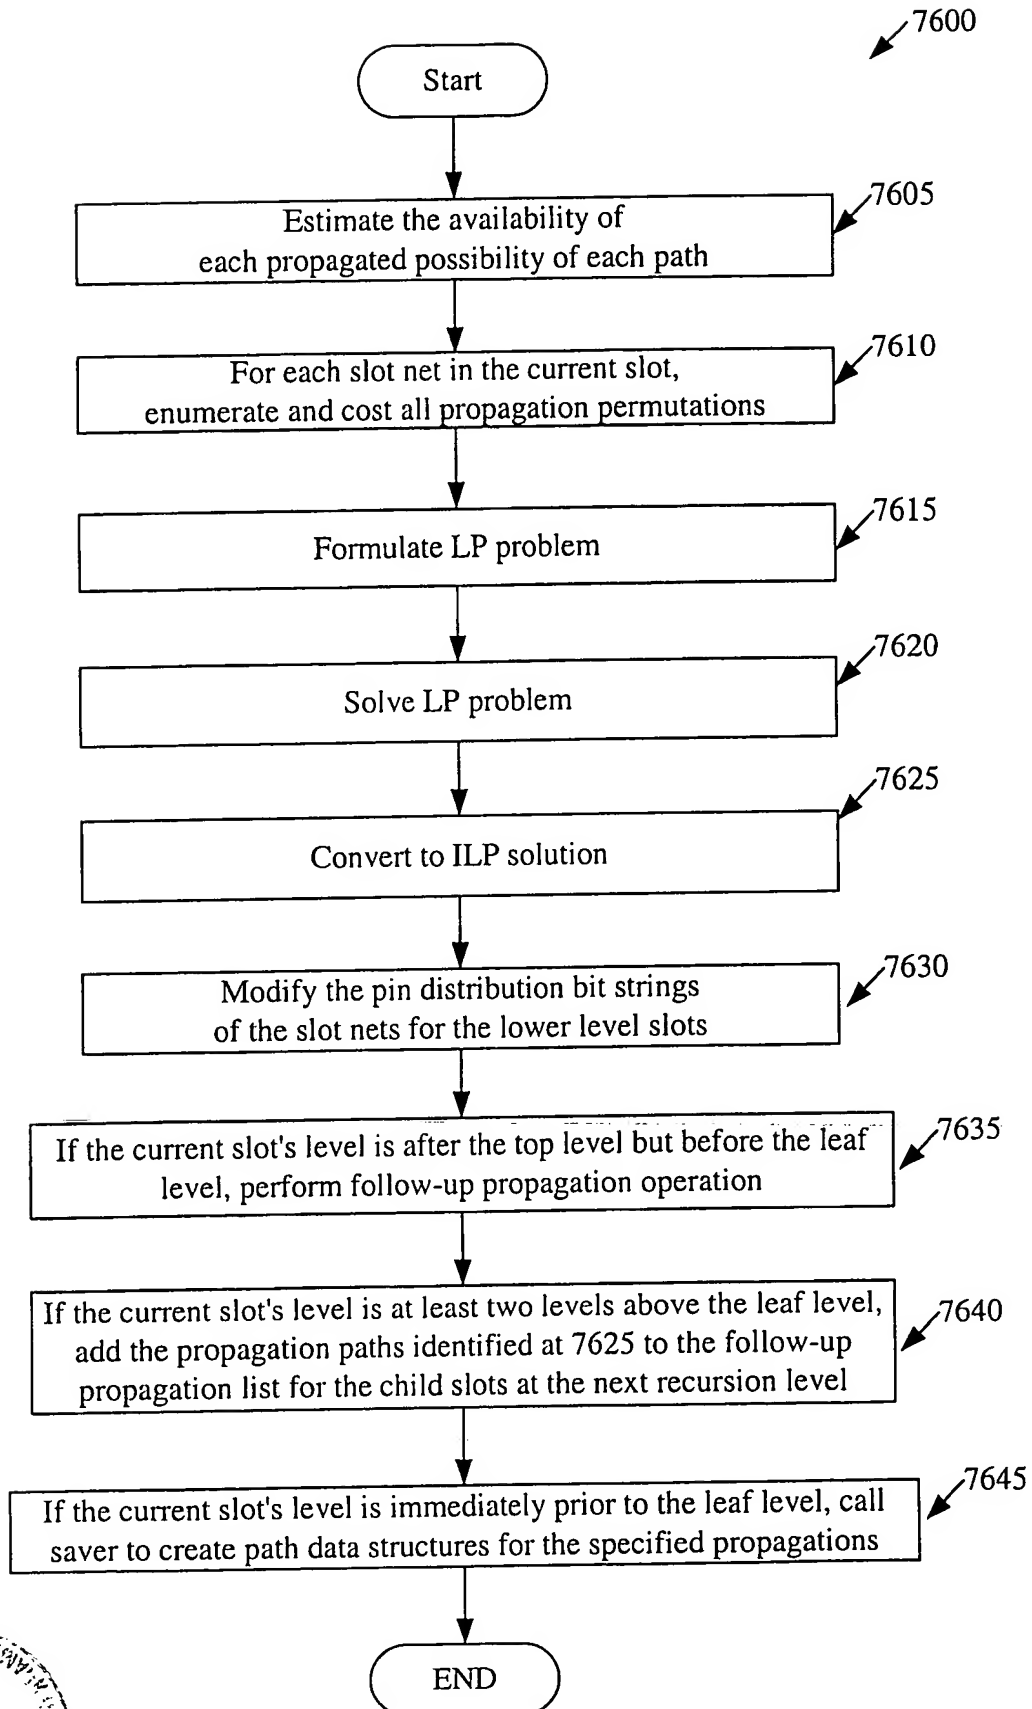 7600
Start
7605
Estimate the availability of
each propagated possibility of each path
7610
For each slot net in the current slot,
enumerate and cost all propagation permutations
7615
Formulate LP problem
7620
Solve LP problem
7625
Convert to ILP solution
7630
Modify the pin distribution bit strings
of the slot nets for the lower level slots
7635
If the current slot's level is after the top level but before the leaf
level, perform follow-up propagation operation
7640
If the current slot's level is at least two levels above the leaf level,
add the propagation paths identified at 7625 to the follow-up
propagation list for the child slots at the next recursion level
7645
If the current slot's level is immediately prior to the leaf level, call
saver to create path data structures for the specified propagations
END